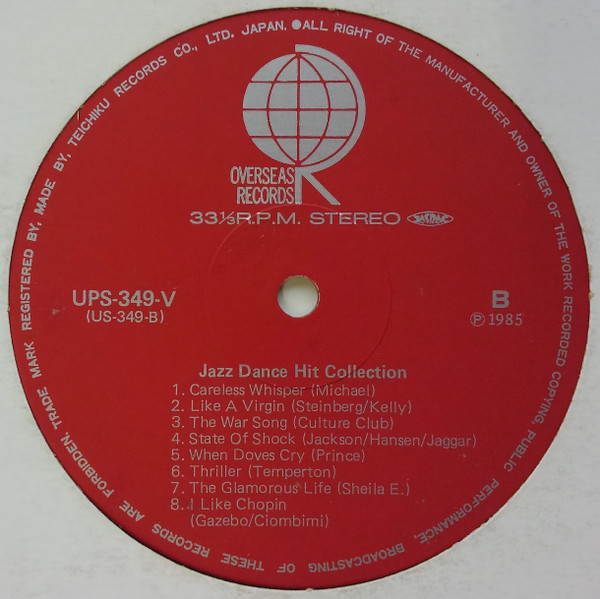 TRADE MARK REGISTERED BY, MADE BY, TEICHIKU RECORDS CO., LTD. JAPAN. ●ALL RIGHT OF THE MANUFACTURER AND OWNER OF THE WORK RECORDED COPYING, PUBLIC PERFORMANCE, BROADCASTING OF THESE RECORDS ARE FORBIDDEN.
R
OVERSEAS
RECORDS
33⅓R.P.M. STEREO
UPS-349-V
(US-349-B)
B
Ⓟ1985
Jazz Dance Hit Collection
1. Careless Whisper (Michael)
2. Like A Virgin (Steinberg/Kelly)
3. The War Song (Culture Club)
4. State Of Shock (Jackson/Hansen/Jaggar)
5. When Doves Cry (Prince)
6. Thriller (Temperton)
7. The Glamorous Life (Sheila E.)
8. I Like Chopin
(Gazebo/Ciombimi)